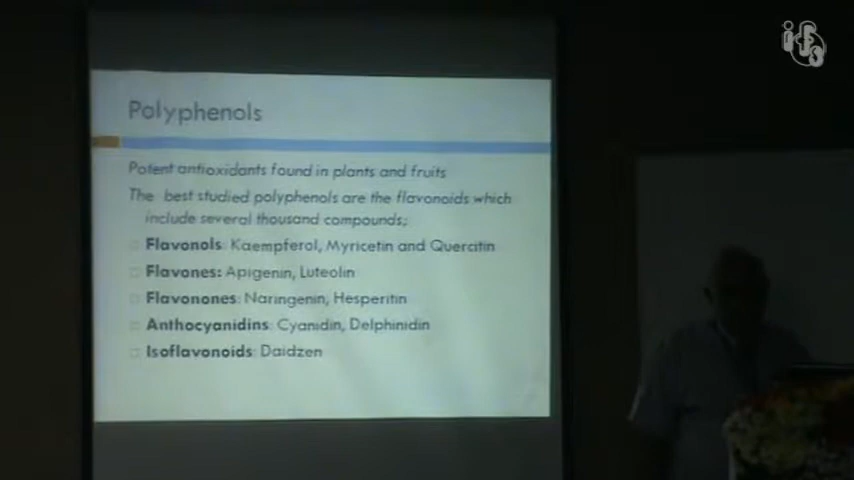 Polyphenols
Potent antioxidants found in plants and fruits
The best studied polyphenols are the flavonoids which
include several thousand compounds;
Flavonols: Kaempferol, Myricetin and Quercitin
Flavones: Apigenin, Luteolin
Flavonones: Naringenin, Hesperitin
Anthocyanidins: Cyanidin, Delphinidin
Isoflavonoids: Daidzen